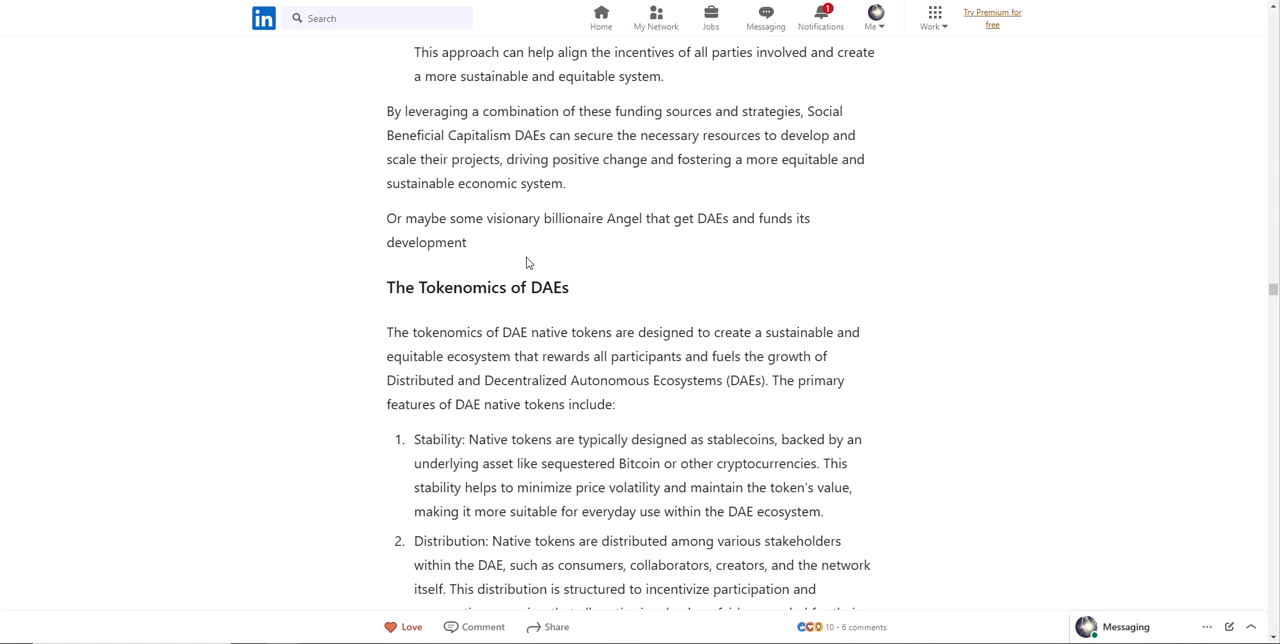 in
Search
Home
My Network
Jobs
Messaging
1
Notifications
Me
Work
Try Premium for
free
This approach can help align the incentives of all parties involved and create
a more sustainable and equitable system.
By leveraging a combination of these funding sources and strategies, Social
Beneficial Capitalism DAEs can secure the necessary resources to develop and
scale their projects, driving positive change and fostering a more equitable and
sustainable economic system.
Or maybe some visionary billionaire Angel that get DAEs and funds its
development
The Tokenomics of DAEs
The tokenomics of DAE native tokens are designed to create a sustainable and
equitable ecosystem that rewards all participants and fuels the growth of
Distributed and Decentralized Autonomous Ecosystems (DAEs). The primary
features of DAE native tokens include:
1. Stability: Native tokens are typically designed as stablecoins, backed by an
underlying asset like sequestered Bitcoin or other cryptocurrencies. This
stability helps to minimize price volatility and maintain the token's value,
making it more suitable for everyday use within the DAE ecosystem.
2. Distribution: Native tokens are distributed among various stakeholders
within the DAE, such as consumers, collaborators, creators, and the network
itself. This distribution is structured to incentivize participation and
Love
Comment
Share
10 - 6 comments
Messaging